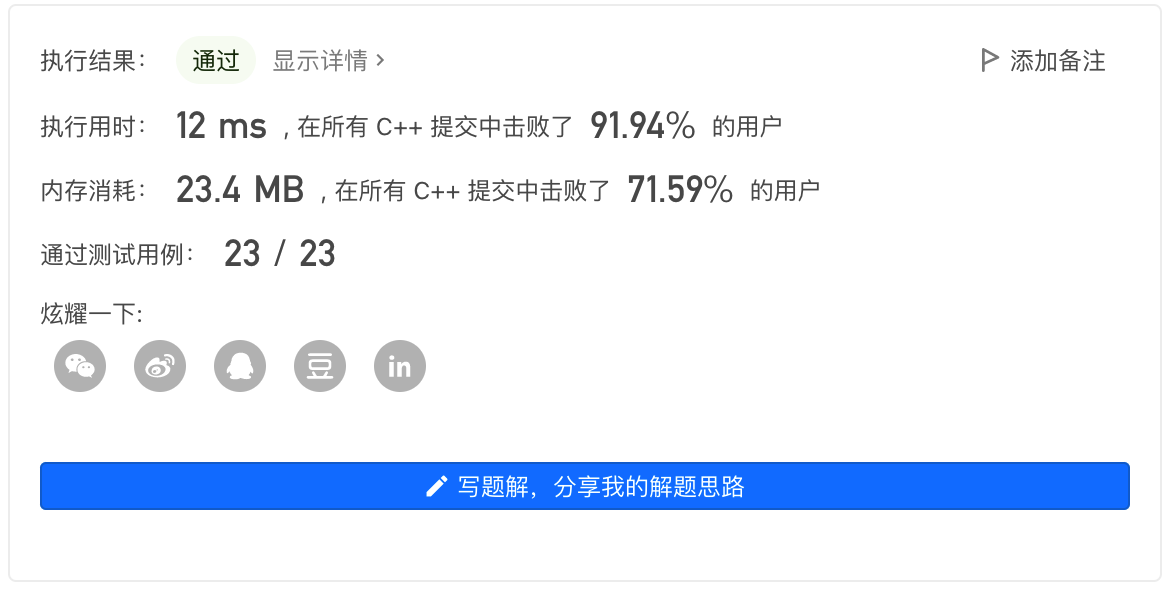 执行结果： 通过 显示详情 › 添加备注
执行用时： 12 ms , 在所有 C++ 提交中击败了 91.94% 的用户
内存消耗： 23.4 MB , 在所有 C++ 提交中击败了 71.59% 的用户
通过测试用例： 23 / 23
炫耀一下:
豆 in
写题解，分享我的解题思路